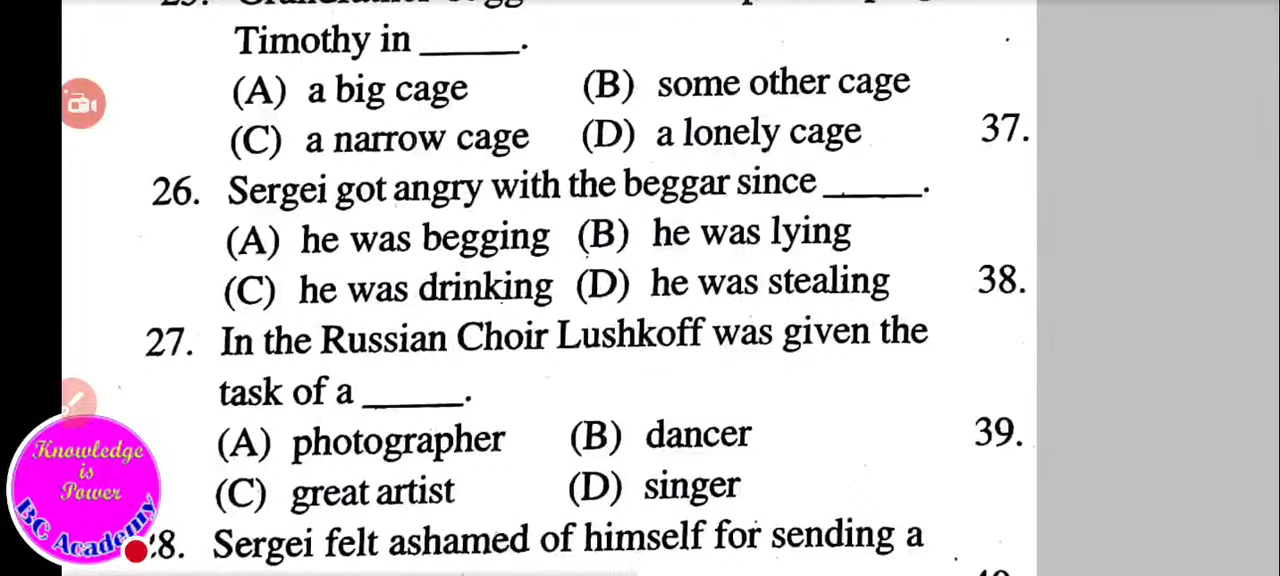 Timothy in ______.
(A) a big cage (B) some other cage
(C) a narrow cage (D) a lonely cage
37.
26. Sergei got angry with the beggar since ______.
(A) he was begging (B) he was lying
(C) he was drinking (D) he was stealing
38.
27. In the Russian Choir Lushkoff was given the
task of a ______.
(A) photographer (B) dancer
39.
(C) great artist (D) singer
8. Sergei felt ashamed of himself for sending a
Knowledge
is
Power
BC Academy